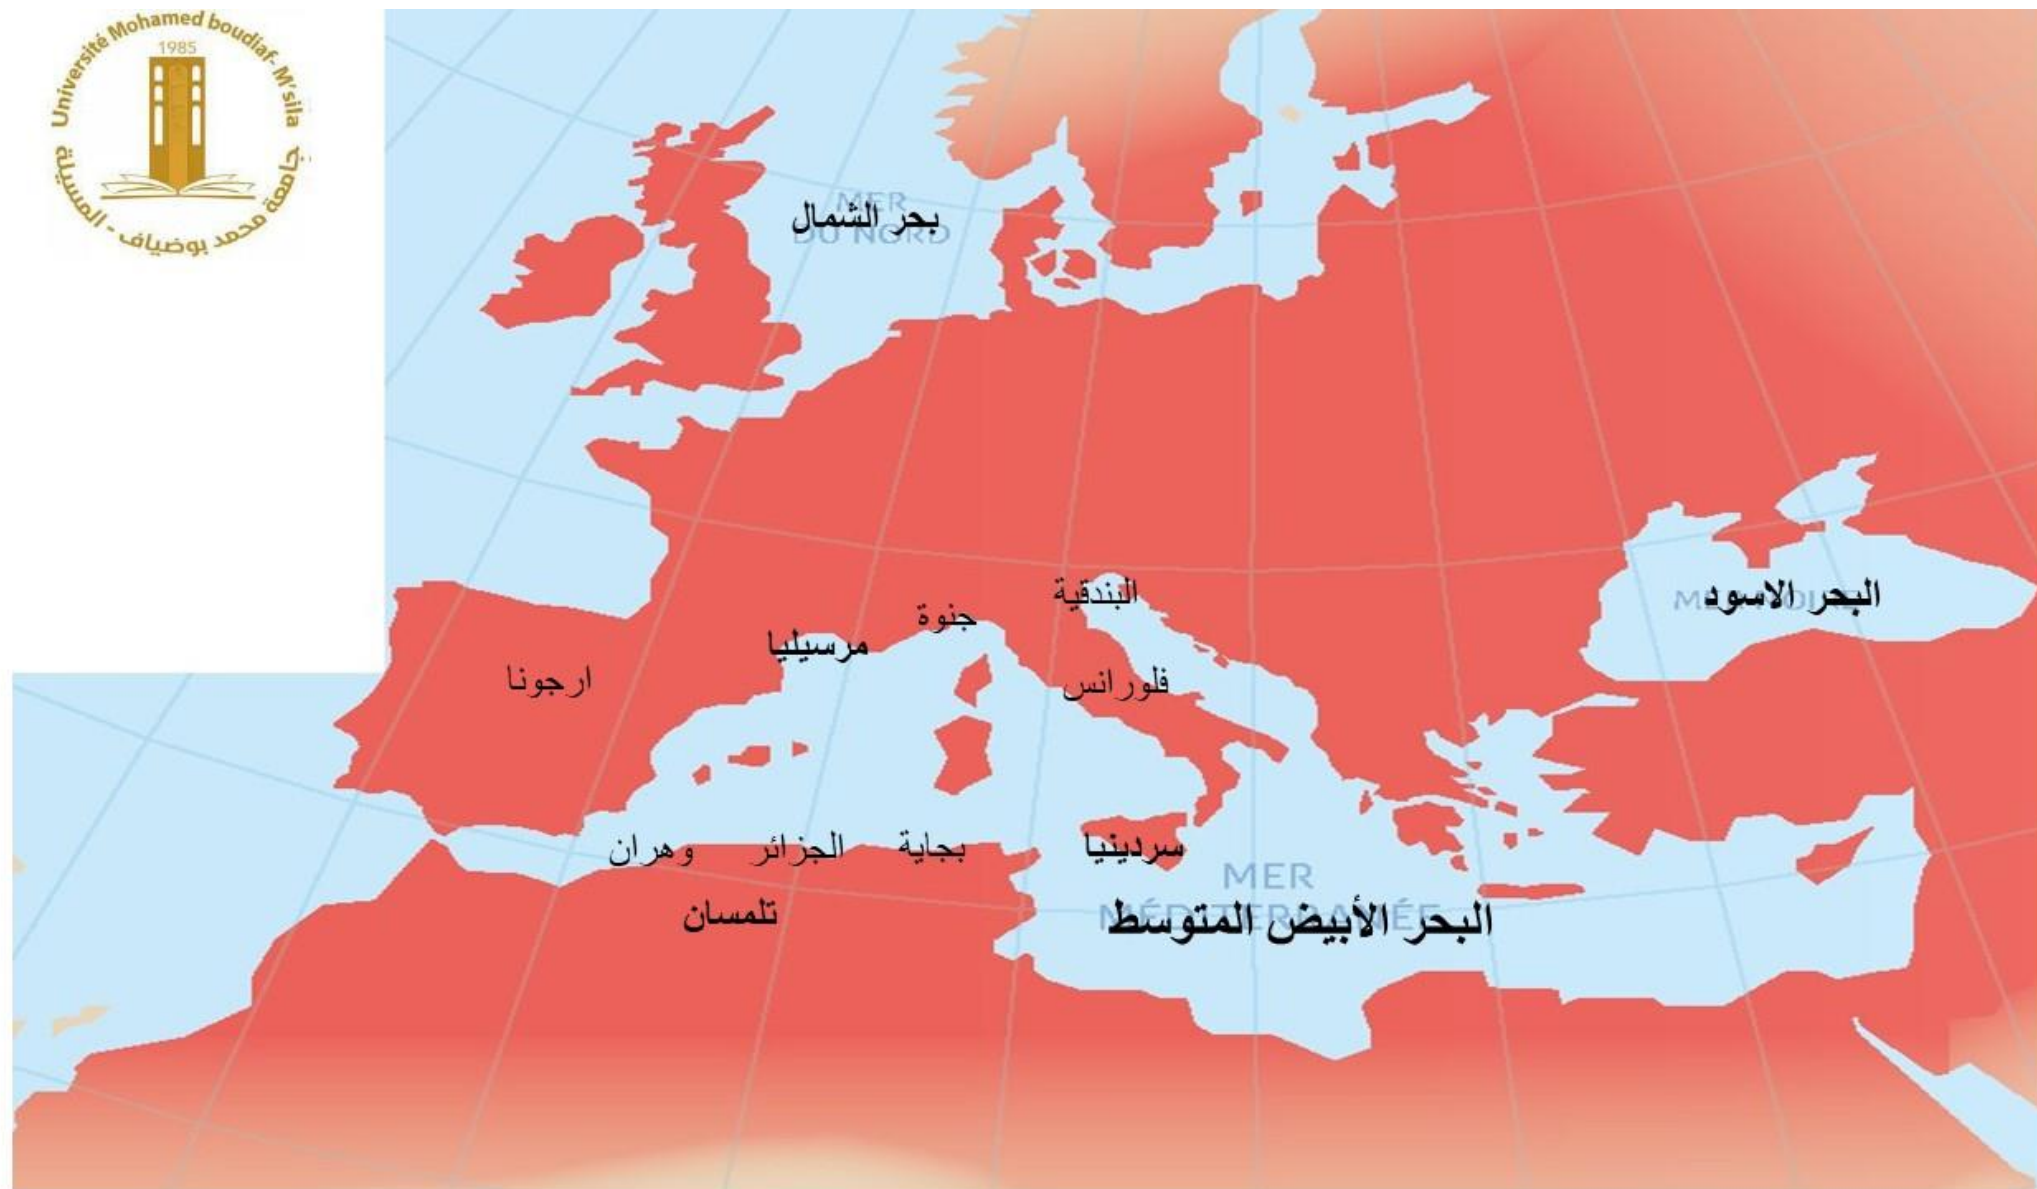 Université Mohamed boudiaf- M'sila
1985
جامعة محمد بوضياف - المسيلة
MER
DU NORD
بحر الشمال
البندقية
جنوة
مرسيليا
البحر الاسود
ارجونا
فلورانس
وهران
الجزائر
بجاية
سردينيا
تلمسان
MER
MÉDITERRANÉE
البحر الأبيض المتوسط